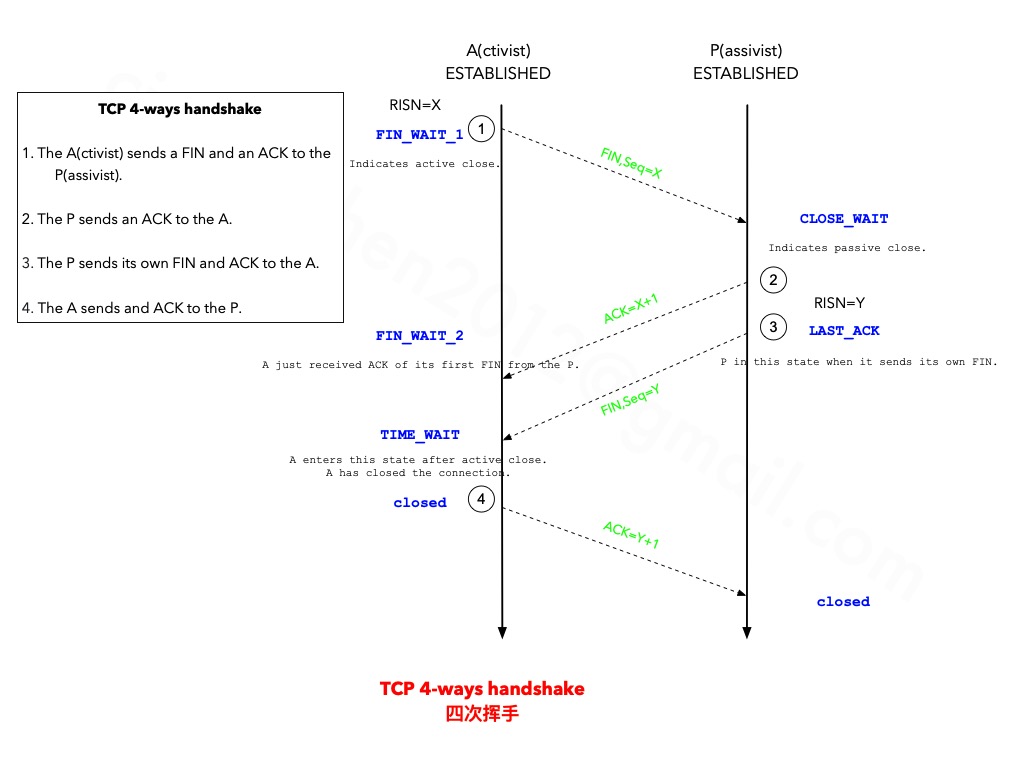 A(ctivist)
ESTABLISHED
P(assivist)
ESTABLISHED
TCP 4-ways handshake
1. The A(ctivist) sends a FIN and an ACK to the
P(assivist).
2. The P sends an ACK to the A.
3. The P sends its own FIN and ACK to the A.
4. The A sends and ACK to the P.
RISN=X
FIN_WAIT_1
1
Indicates active close.
FIN,Seq=X
CLOSE_WAIT
Indicates passive close.
2
ACK=X+1
RISN=Y
3
LAST_ACK
P in this state when it sends its own FIN.
FIN_WAIT_2
A just received ACK of its first FIN from the P.
FIN,Seq=Y
TIME_WAIT
A enters this state after active close.
A has closed the connection.
closed
4
ACK=Y+1
closed
TCP 4-ways handshake
四次挥手